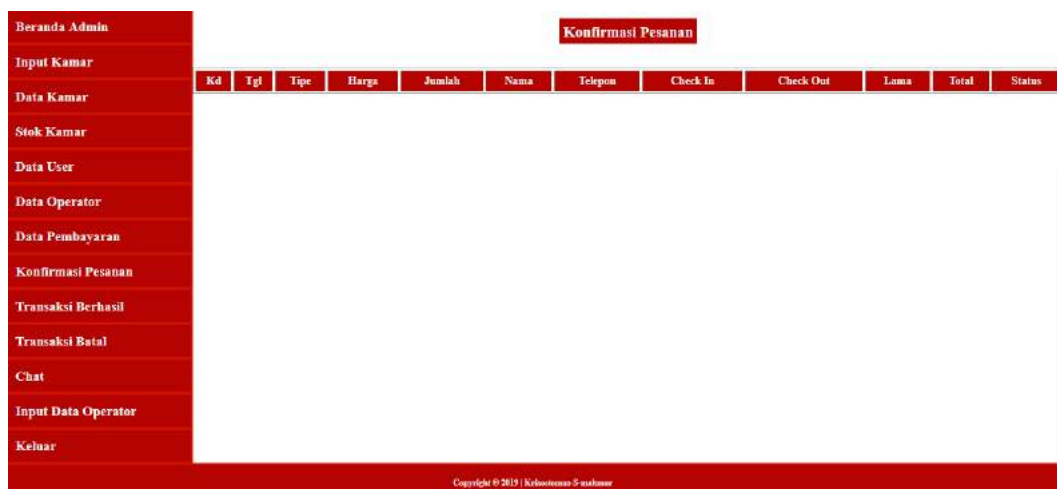 Beranda Admin
Input Kamar
Data Kamar
Stok Kamar
Data User
Data Operator
Data Pembayaran
Konfirmasi Pesanan
Transaksi Berhasil
Transaksi Batal
Chat
Input Data Operator
Keluar
Konfirmasi Pesanan
Kd Tgl Tipe Harga Jumlah Nama Telepon Check In Check Out Lama Total Status
Copyright © 2019 |